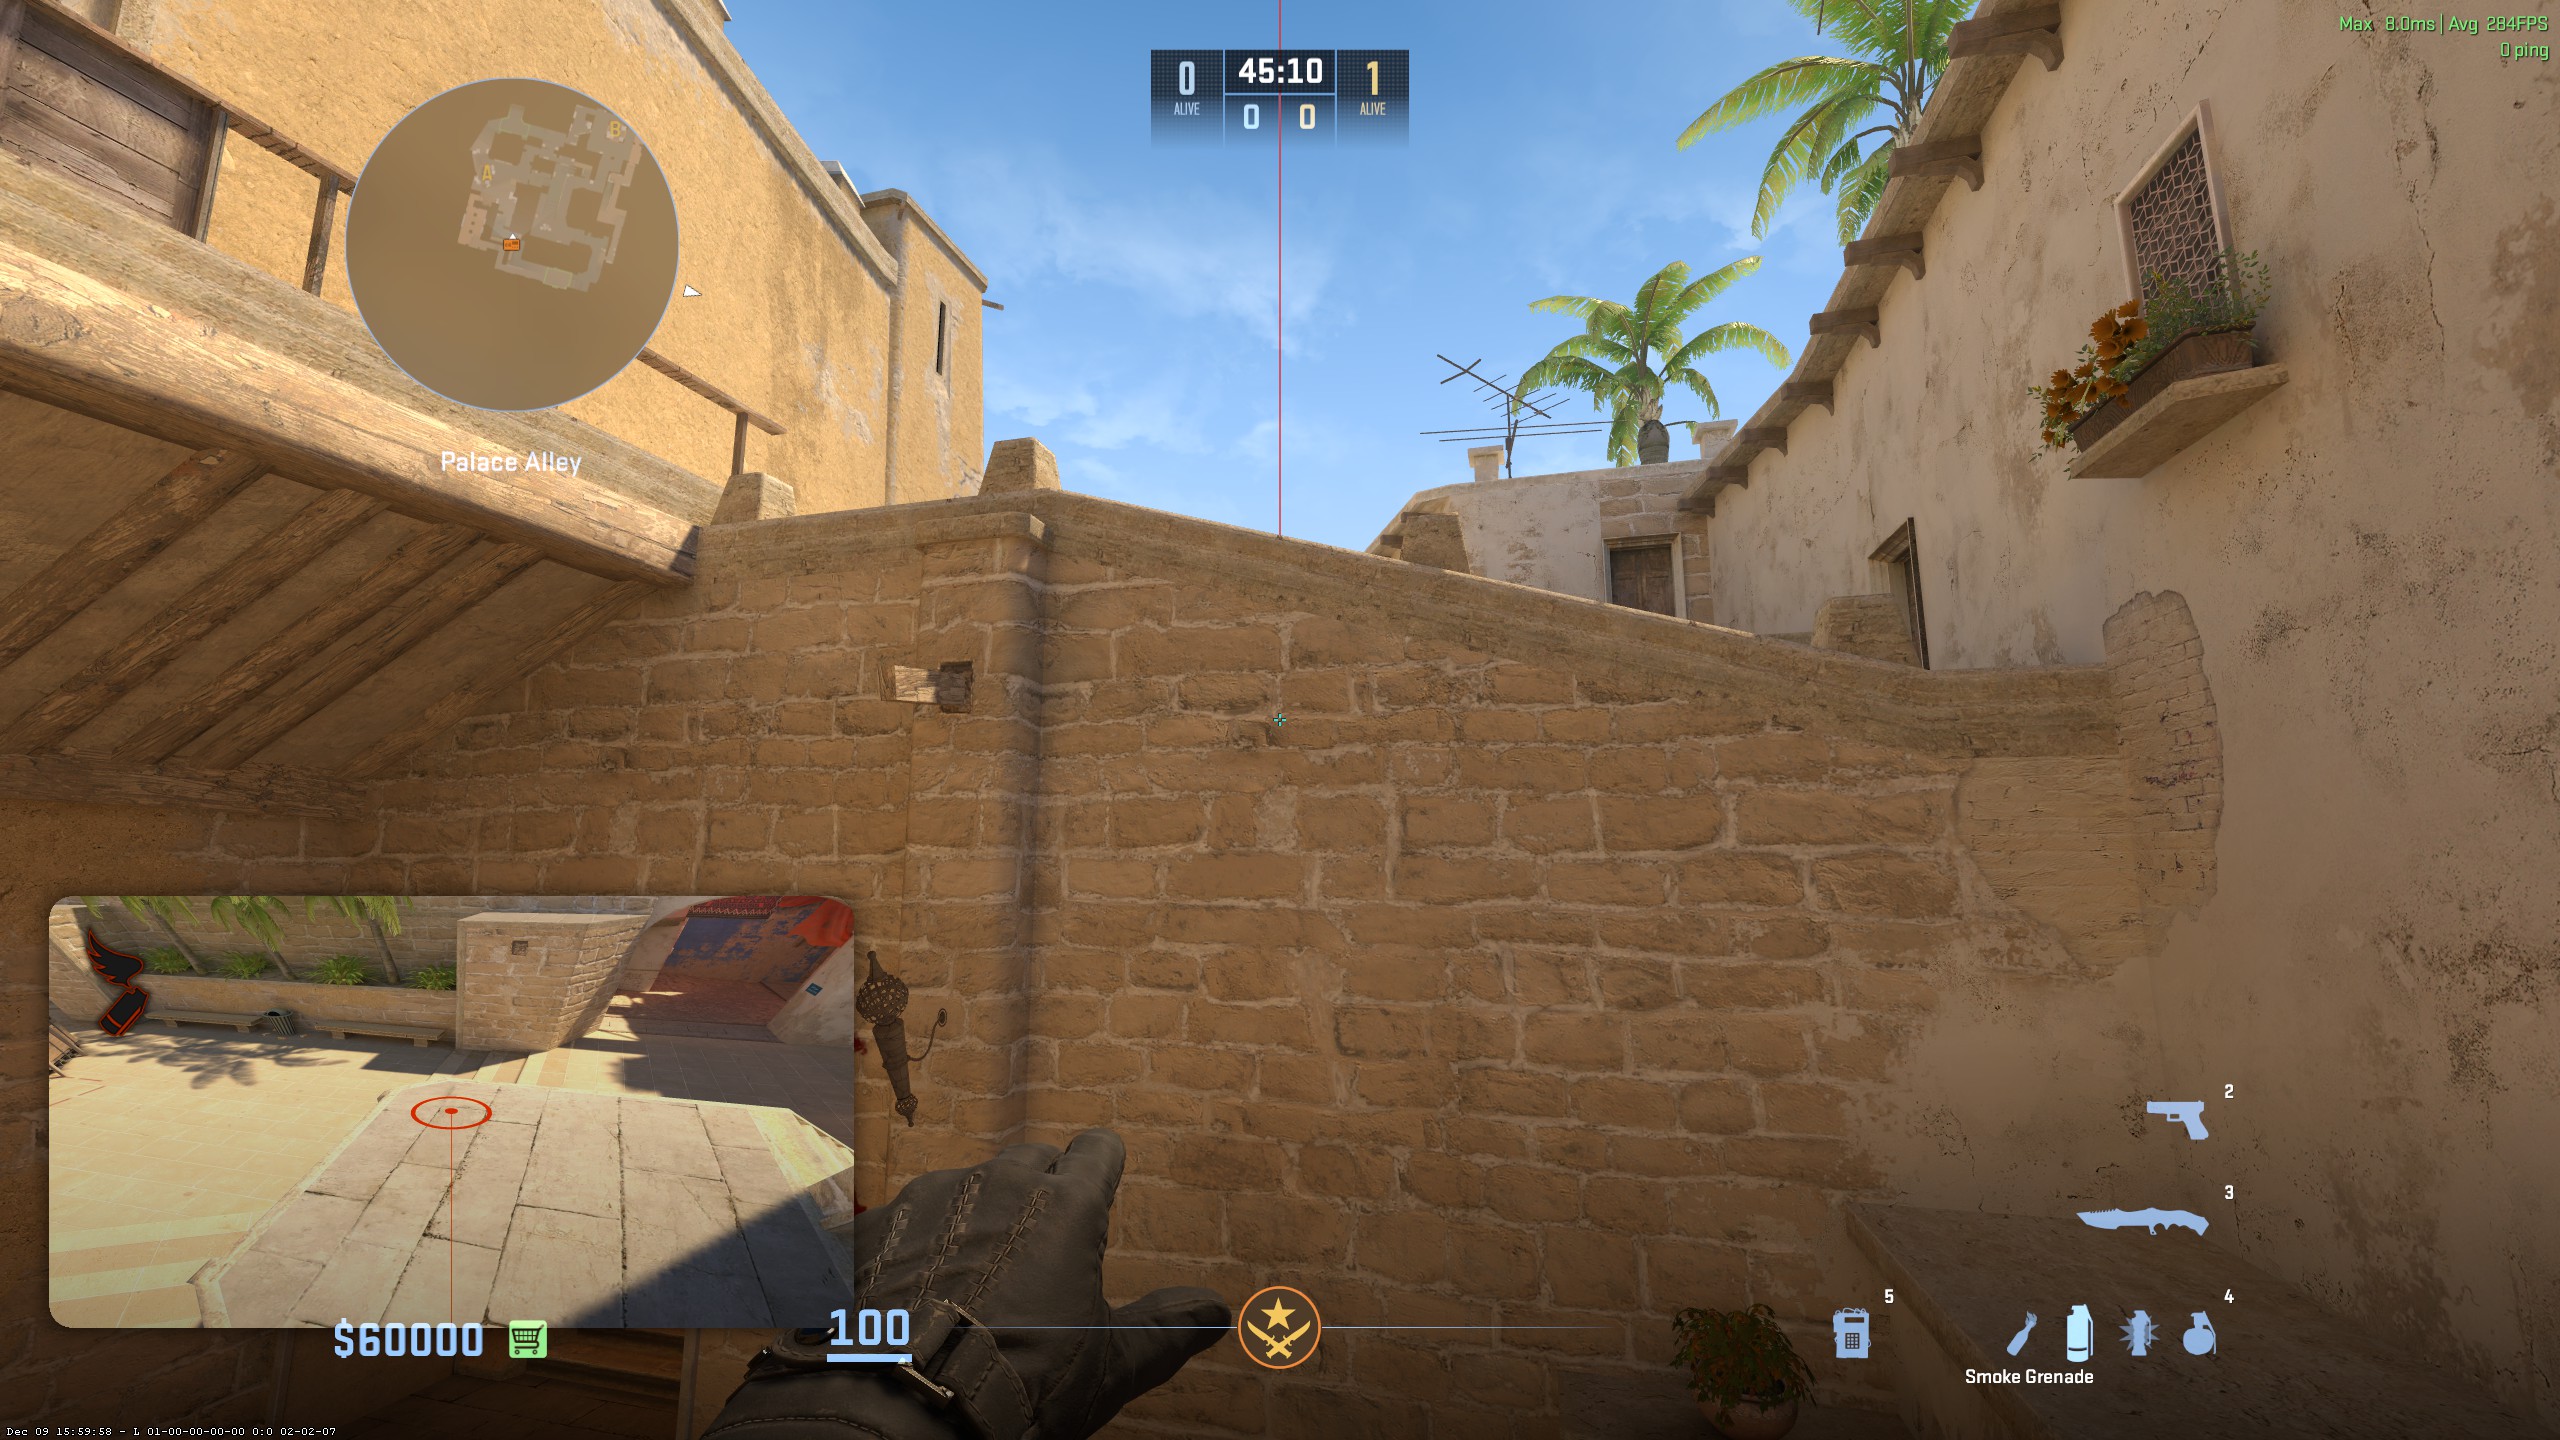 Max 8.0ms | Avg 284FPS
0 ping
0
ALIVE
45:10
0 0
1
ALIVE
B
A
Palace Alley
2
3
5
4
Smoke Grenade
$60000
100
Dec 09 15:59:58 - L 01-00-00-00-00 0:0 02-02-07